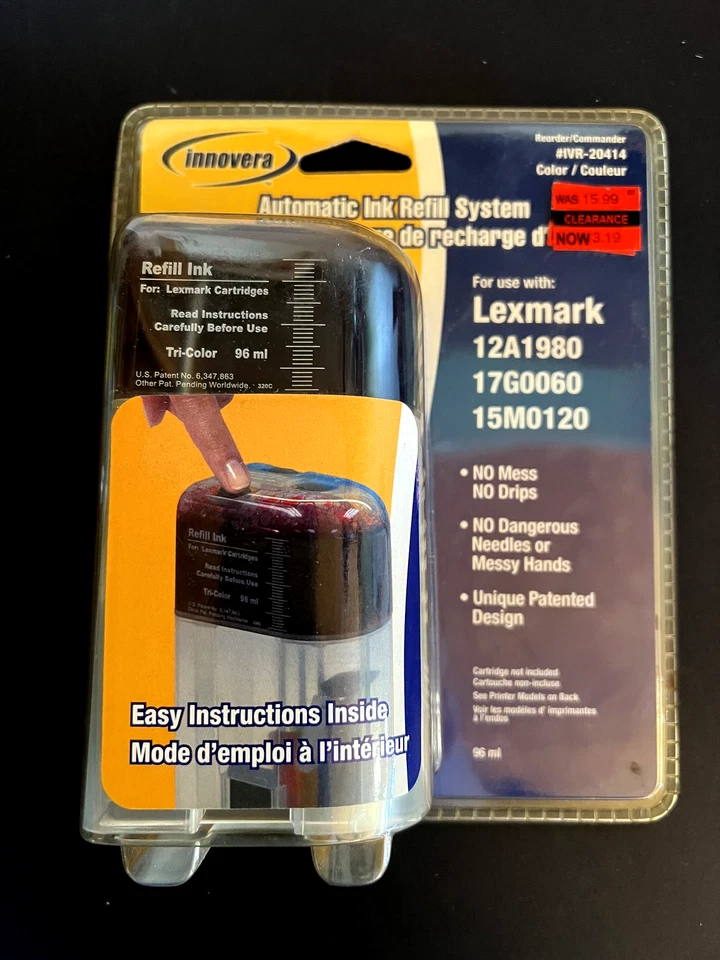 innovera
Reorder/Commander
#IVR-20414
Color / Couleur
WAS 15.99
CLEARANCE
NOW 3.19
Automatic Ink Refill System
de recharge d'
Refill Ink
For: Lexmark Cartridges
Read Instructions
Carefully Before Use
Tri-Color 96 ml
U.S. Patent No. 6,347,863
Other Pat. Pending Worldwide. 320C
For use with:
Lexmark
12A1980
17G0060
15M0120
• NO Mess
NO Drips
• NO Dangerous
Needles or
Messy Hands
• Unique Patented
Design
Cartridge not included
Cartouche non-incluse
See Printer Models on Back
Voir les modèles d' imprimantes
à l'endos
96 ml
Refill Ink
For: Lexmark Cartridges
Read Instructions
Carefully Before Use
Tri-Color 96 ml
Easy Instructions Inside
Mode d'emploi à l'intérieur